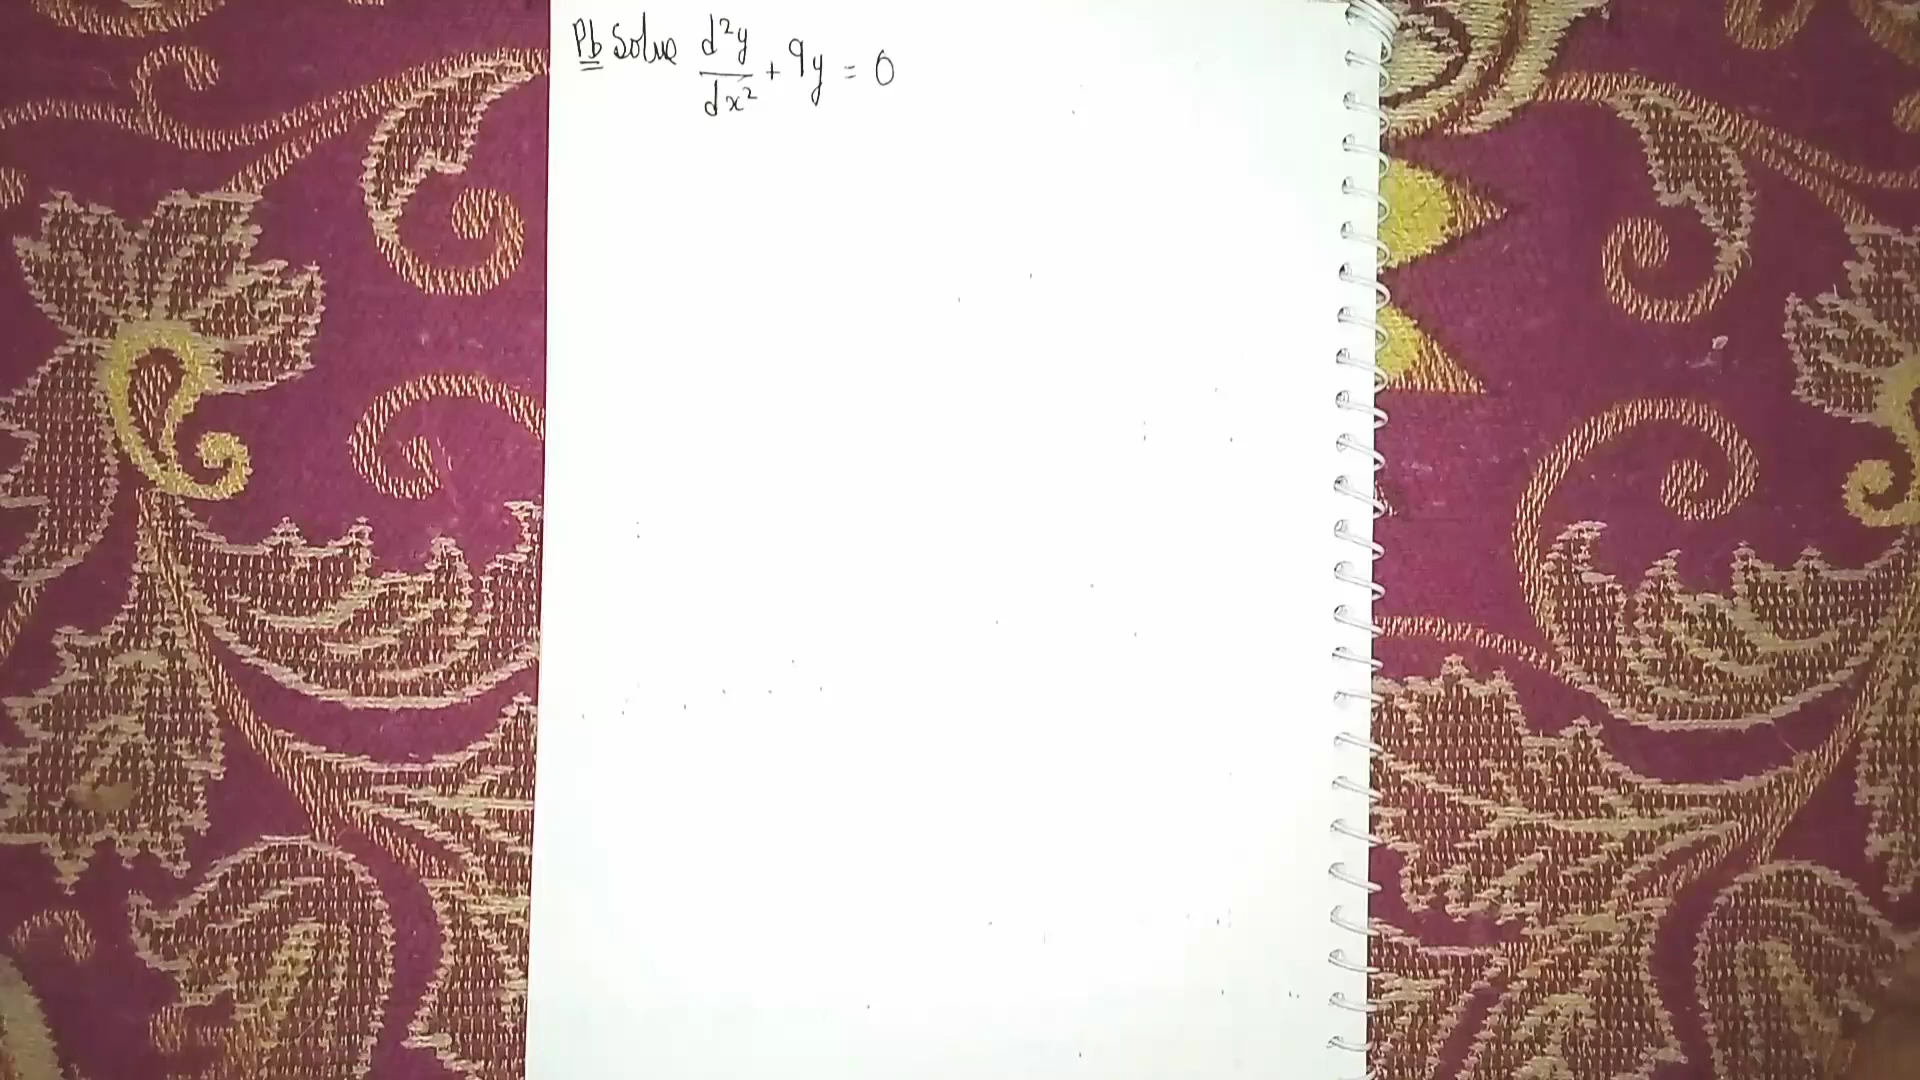 Pb Solve d²y/dx² + 9y = 0